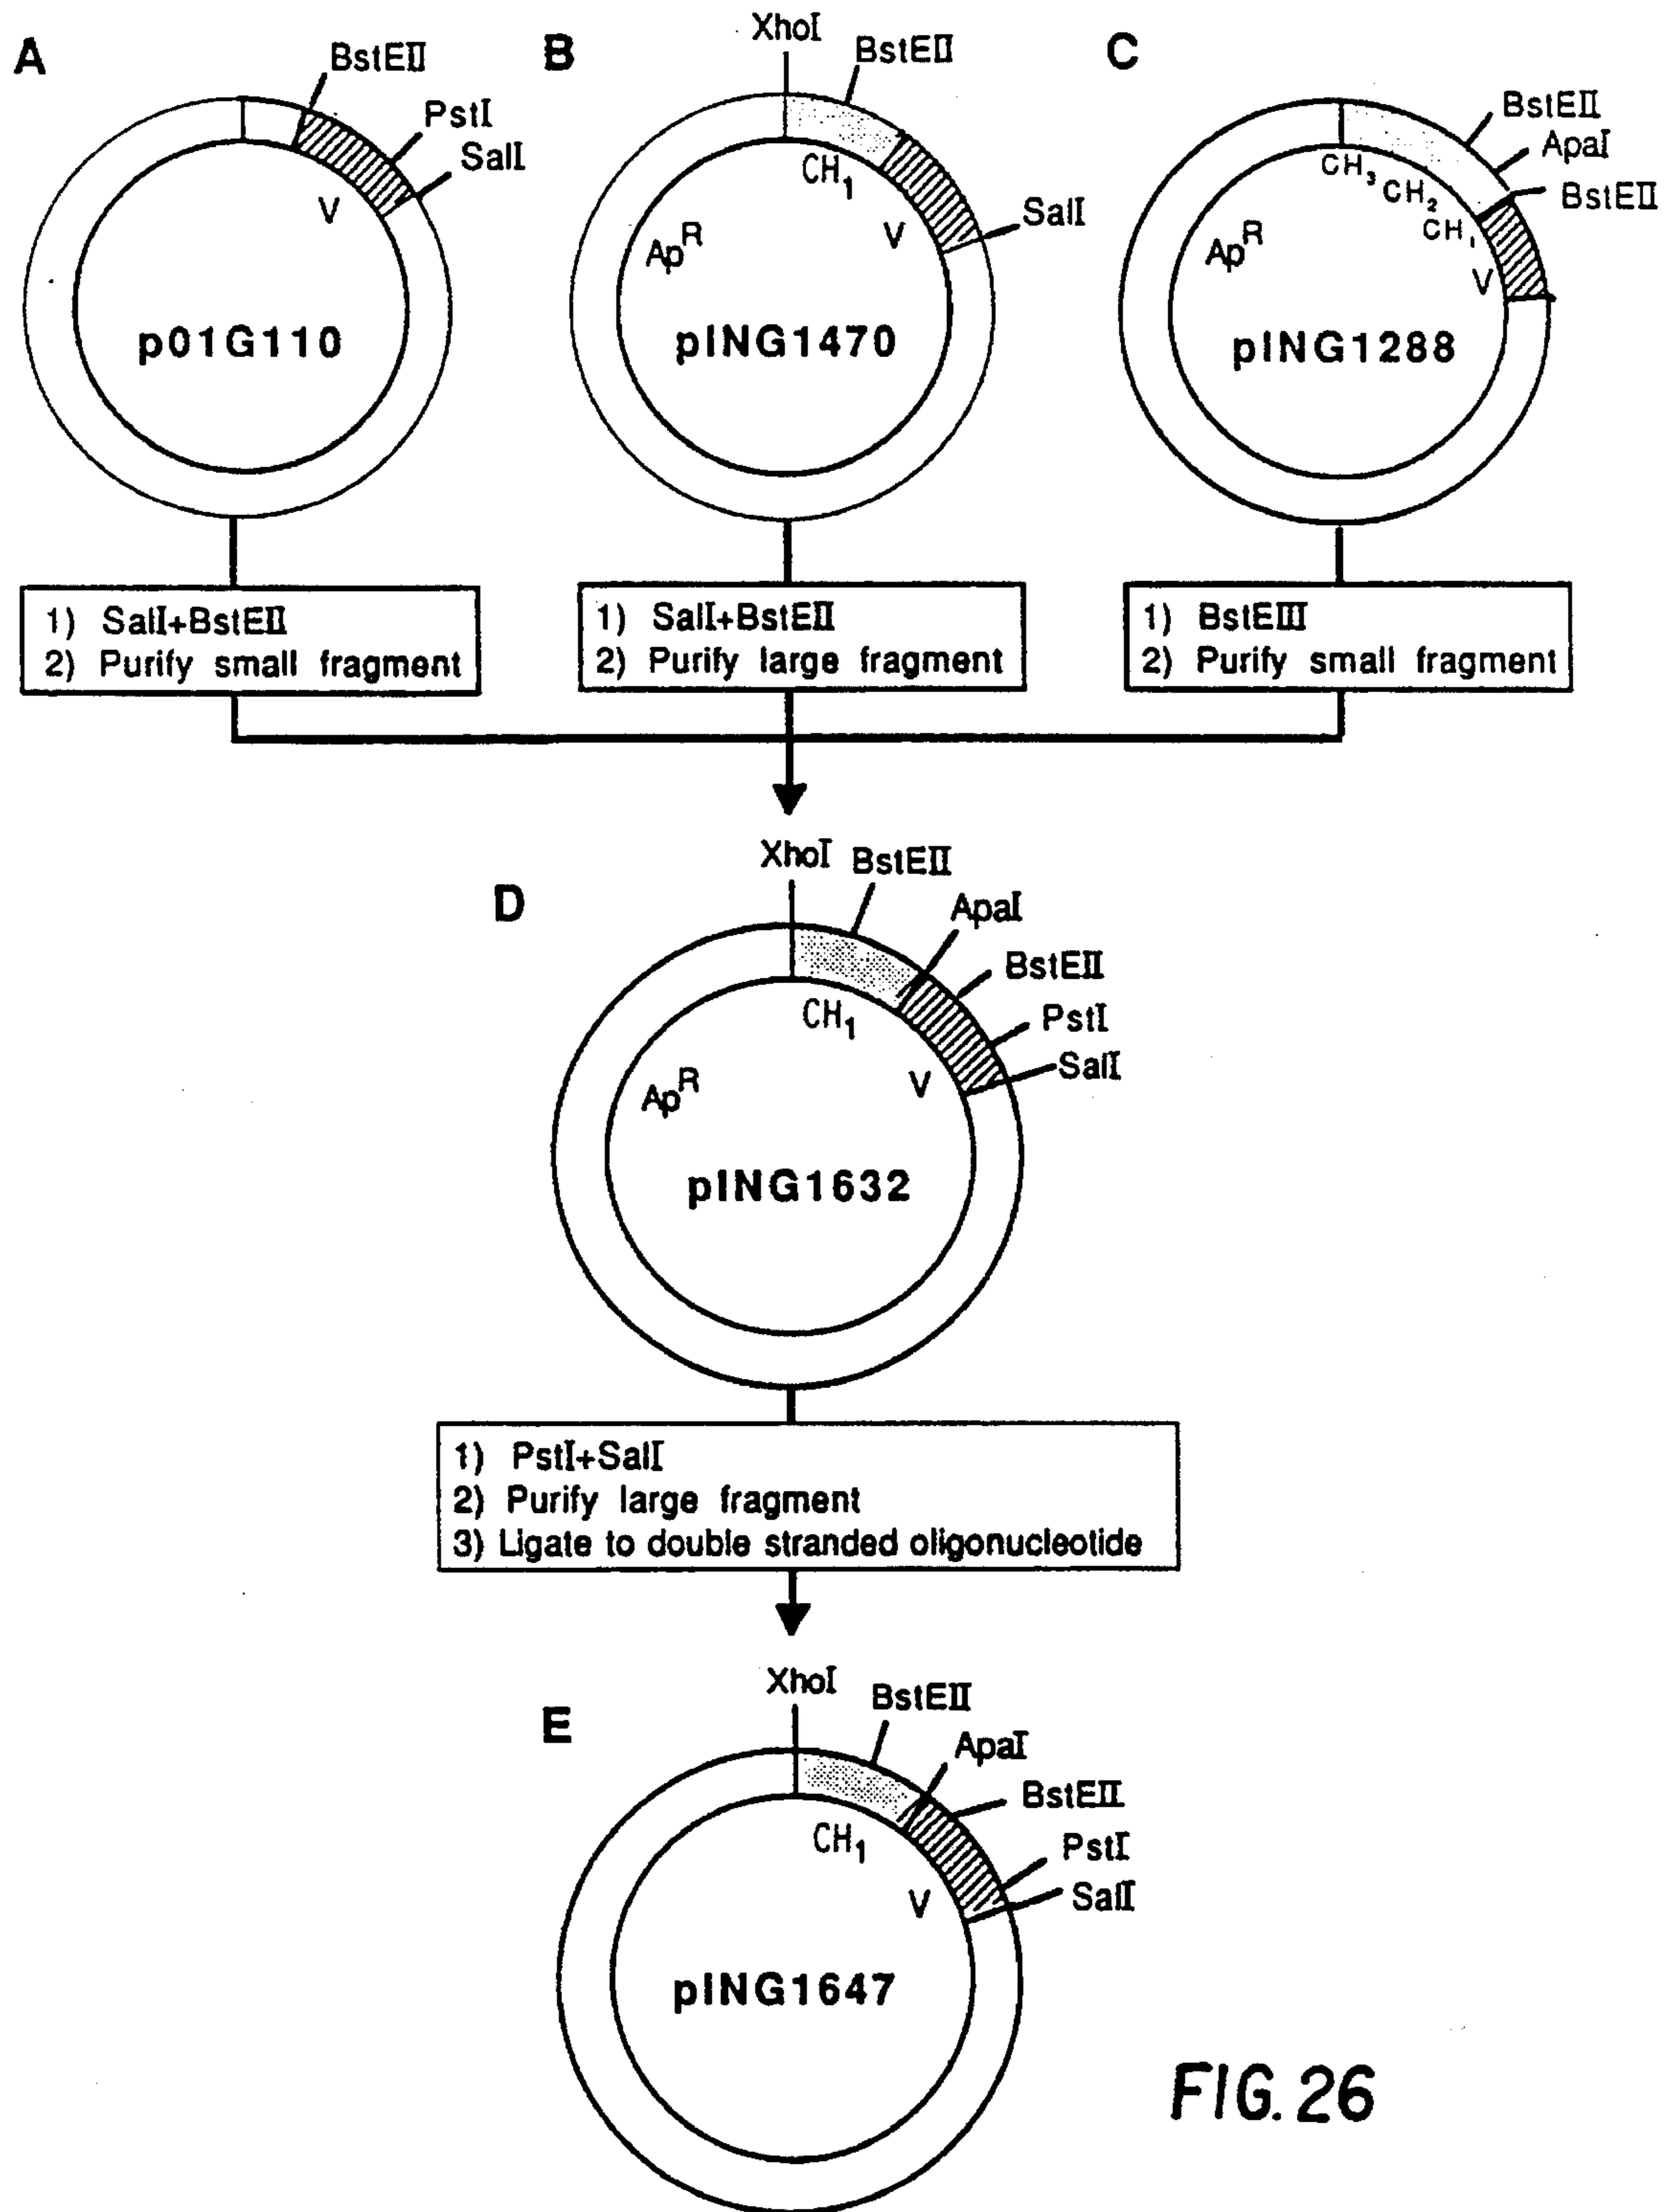 A
BstEII
PstI
SalI
V
p01G110
B
XhoI
BstEII
CH1
SalI
V
ApR
pING1470
C
BstEII
ApaI
BstEII
CH3
CH2
CH1
V
ApR
pING1288
1) SalI+BstEII
2) Purify small fragment
1) SalI+BstEII
2) Purify large fragment
1) BstEIII
2) Purify small fragment
D
XhoI
BstEII
ApaI
BstEII
PstI
SalI
CH1
V
ApR
pING1632
1) PstI+SalI
2) Purify large fragment
3) Ligate to double stranded oligonucleotide
E
XhoI
BstEII
ApaI
BstEII
PstI
SalI
CH1
V
pING1647
FIG. 26